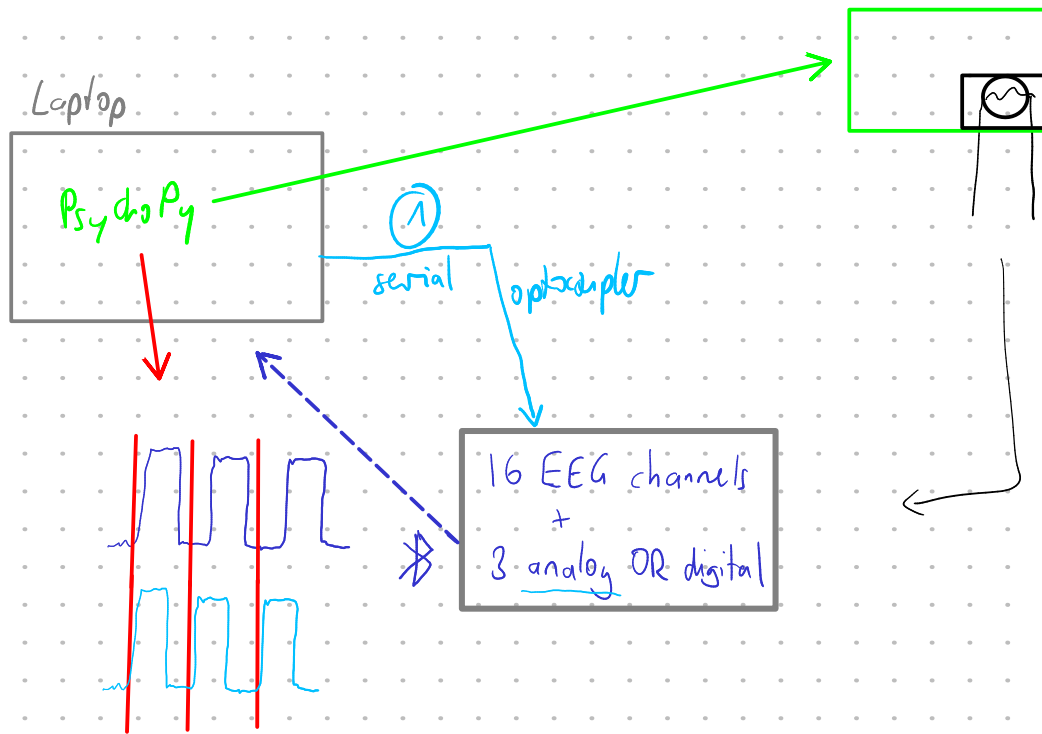 Laptop
PsychoPy
1
serial
optocoupler
16 EEG channels
+
3 analog OR digital